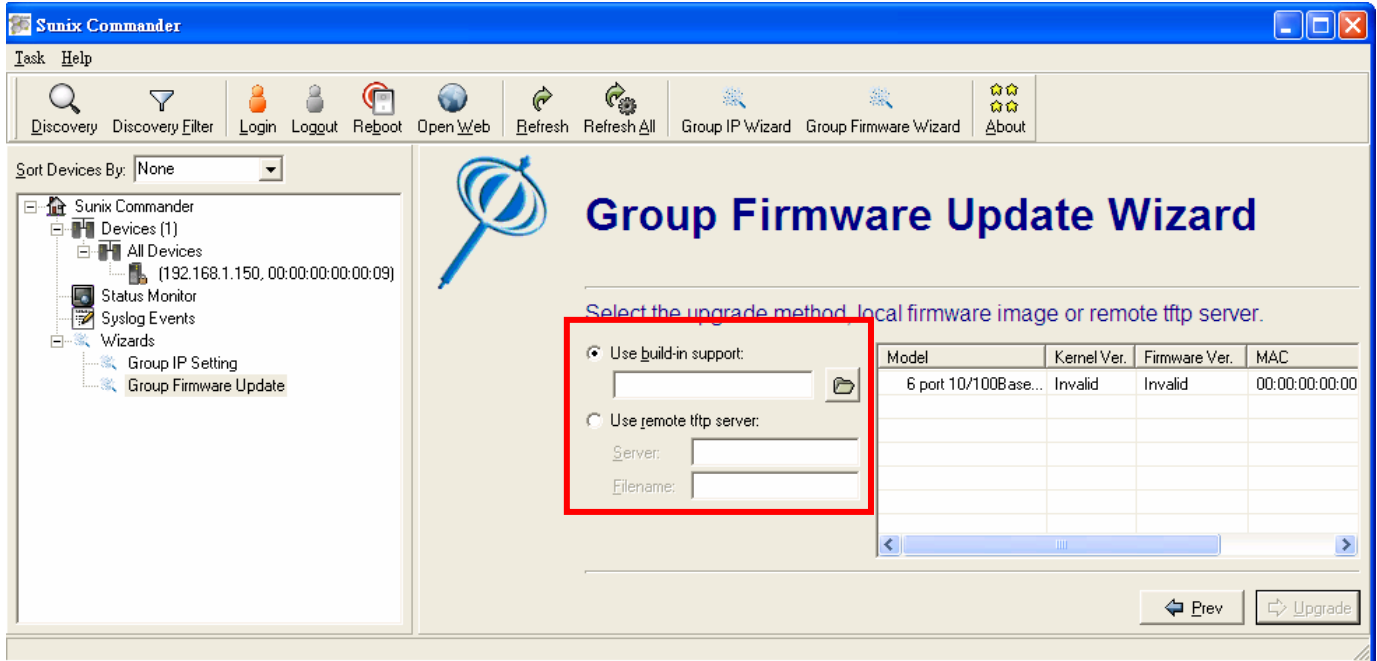 Sunix Commander
Task Help
Discovery Discovery Filter Login Logout Reboot Open Web Refresh Refresh All Group IP Wizard Group Firmware Wizard About
Sort Devices By: None
Sunix Commander
Devices (1)
All Devices
(192.168.1.150, 00:00:00:00:00:09)
Status Monitor
Syslog Events
Wizards
Group IP Setting
Group Firmware Update
Group Firmware Update Wizard
Select the upgrade method, local firmware image or remote tftp server.
Use build-in support:
Use remote tftp server:
Server:
Filename:
Model Kernel Ver. Firmware Ver. MAC
6 port 10/100Base... Invalid Invalid 00:00:00:00:00
Prev Upgrade